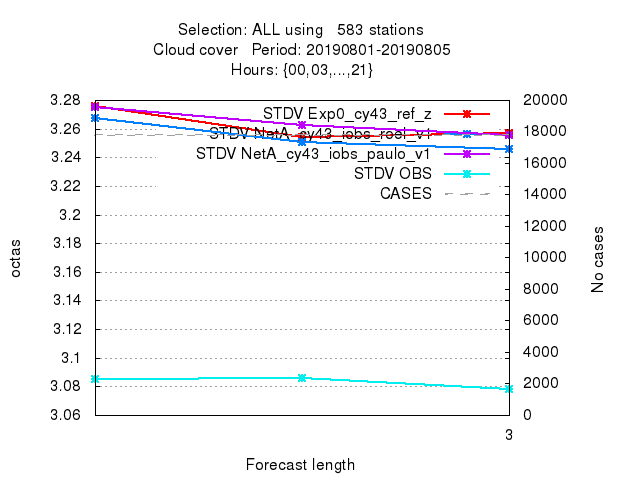 Selection: ALL using 583 stations
Cloud cover Period: 20190801-20190805
Hours: {00,03,...,21}
3.28
3.26
3.24
3.22
3.2
3.18
3.16
3.14
3.12
3.1
3.08
3.06
octas
STDV Exp0_cy43_ref_z
STDV NetA_cy43_iobs_roel_v1
STDV NetA_cy43_iobs_paulo_v1
STDV OBS
CASES
20000
18000
16000
14000
12000
10000
8000
6000
4000
2000
0
No cases
3
Forecast length